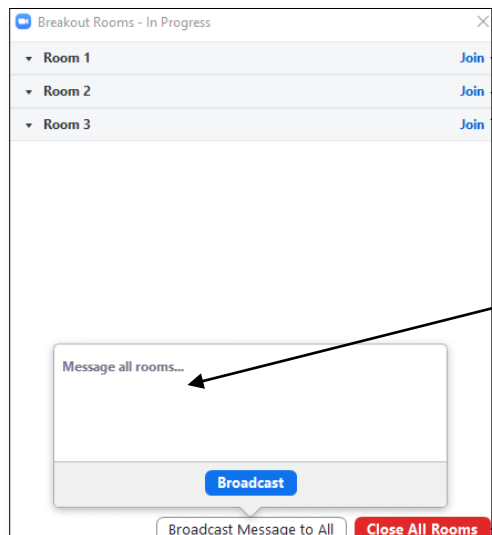 Breakout Rooms - In Progress
Room 1 Join
Room 2 Join
Room 3 Join
Message all rooms...
Broadcast
Broadcast Message to All Close All Rooms